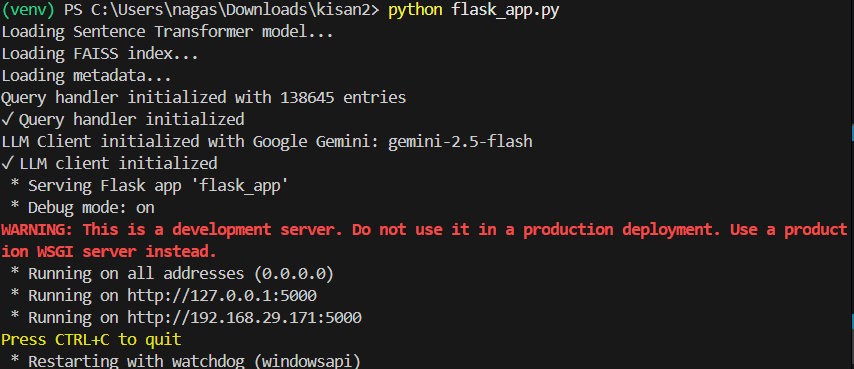 (venv) PS C:\Users\nagas\Downloads\kisan2> python flask_app.py
Loading Sentence Transformer model...
Loading FAISS index...
Loading metadata...
Query handler initialized with 138645 entries
✓ Query handler initialized
LLM Client initialized with Google Gemini: gemini-2.5-flash
✓ LLM client initialized
 * Serving Flask app 'flask_app'
 * Debug mode: on
WARNING: This is a development server. Do not use it in a production deployment. Use a product
ion WSGI server instead.
 * Running on all addresses (0.0.0.0)
 * Running on http://127.0.0.1:5000
 * Running on http://192.168.29.171:5000
Press CTRL+C to quit
 * Restarting with watchdog (windowsapi)